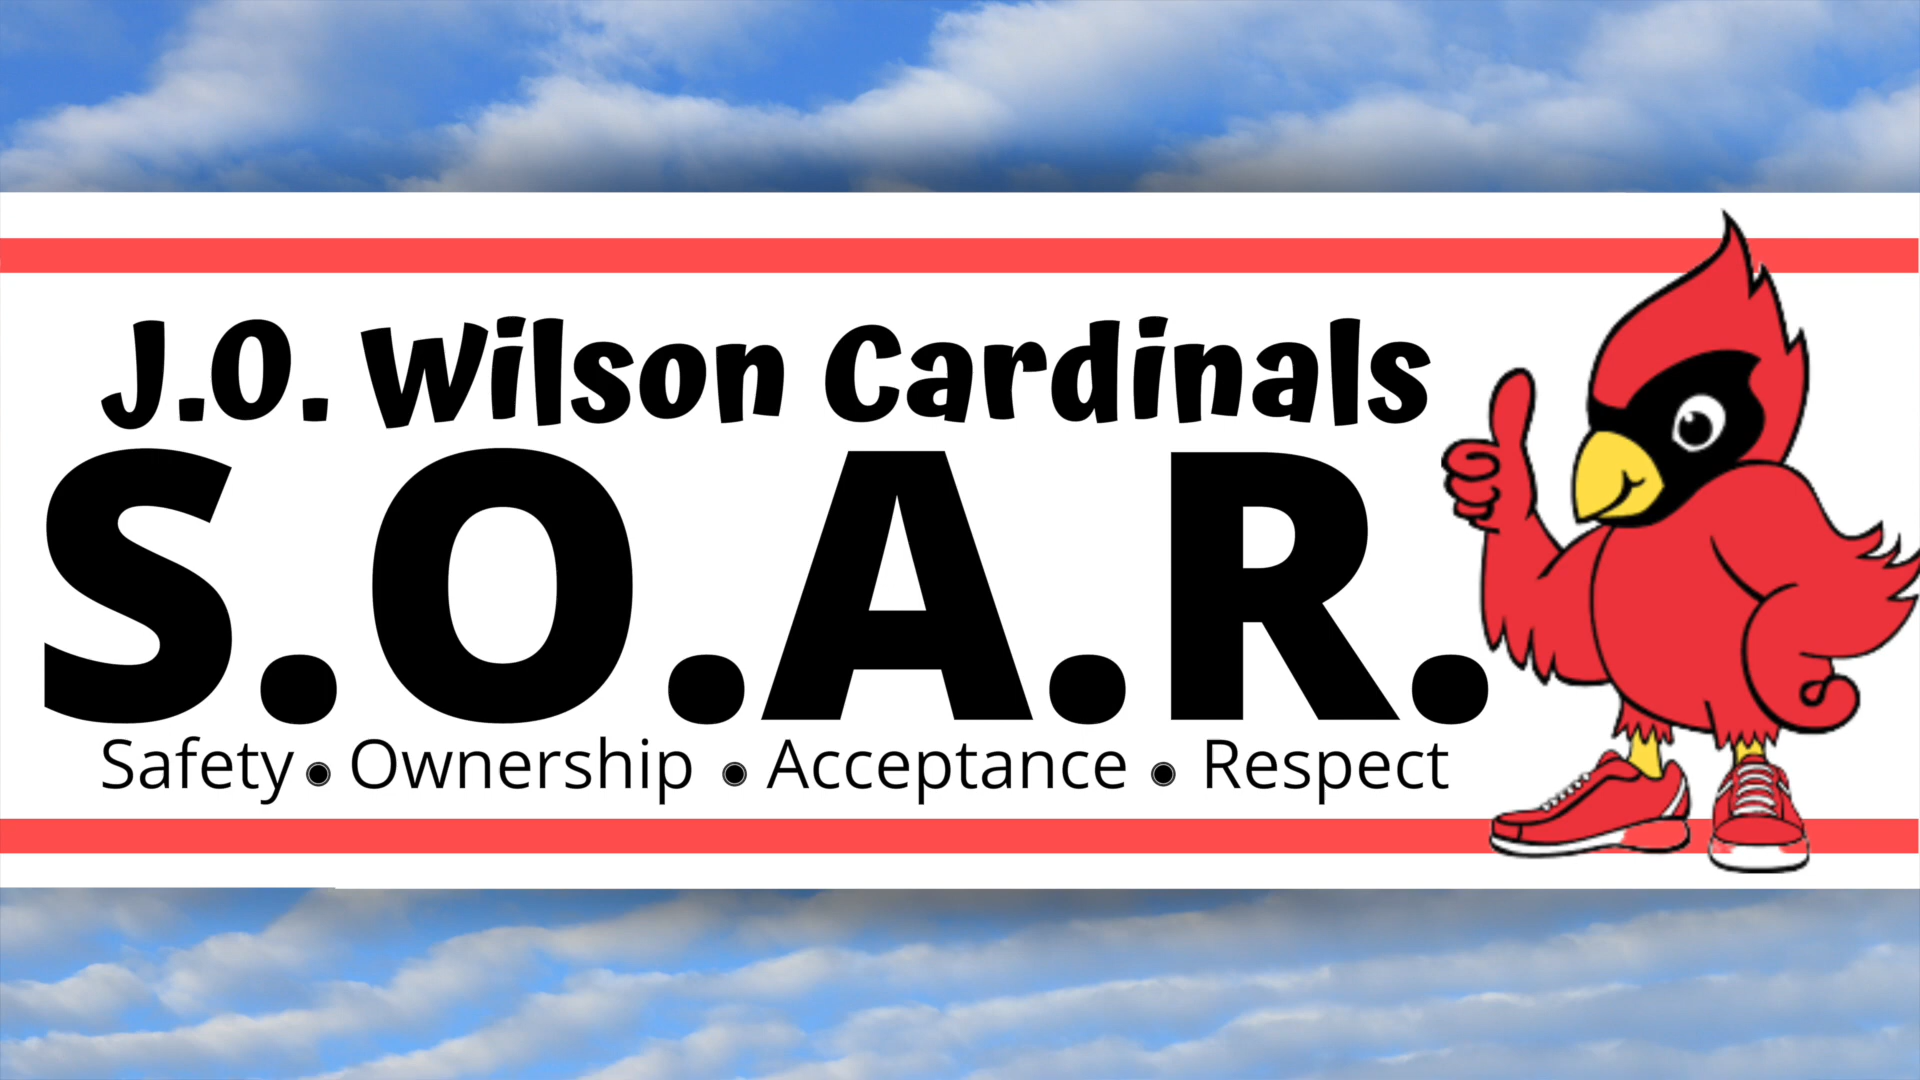 J.O. Wilson Cardinals
S.O.A.R.
Safety • Ownership • Acceptance • Respect